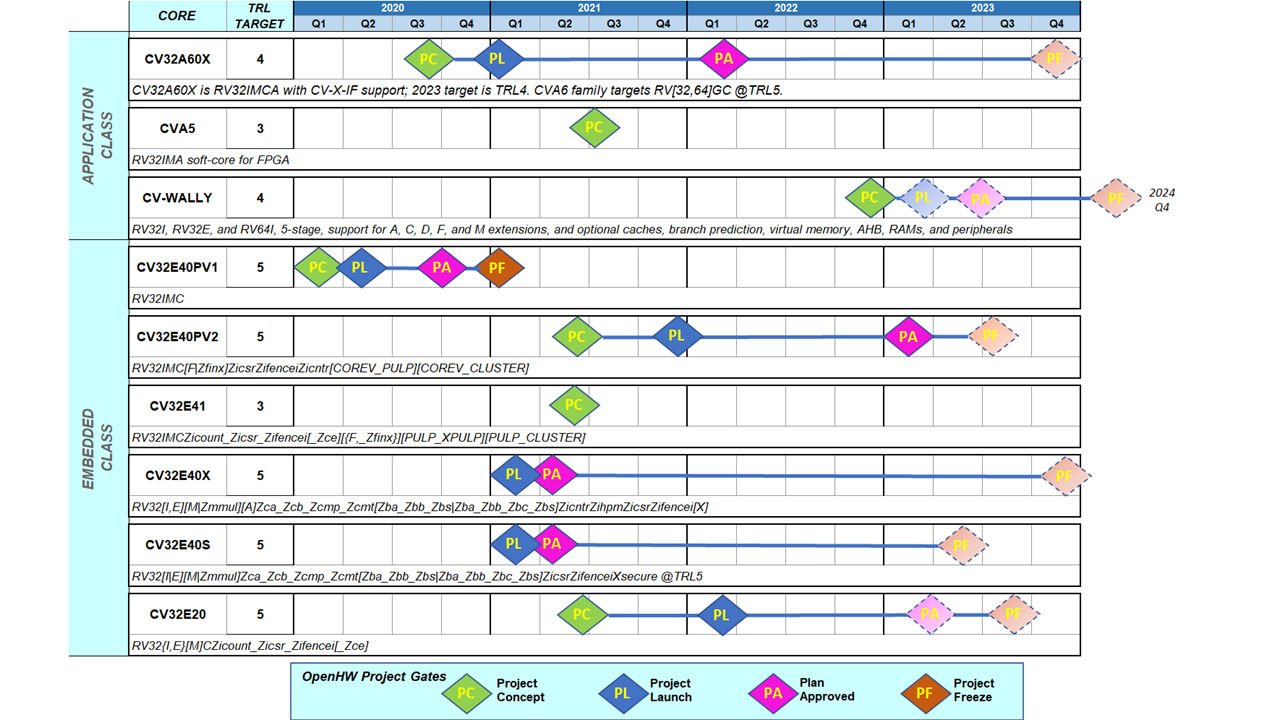 CORE TRL TARGET 2020 2021 2022 2023
Q1 Q2 Q3 Q4 Q1 Q2 Q3 Q4 Q1 Q2 Q3 Q4 Q1 Q2 Q3 Q4
APPLICATION CLASS
CV32A60X 4 PC PL PA PF
CV32A60X is RV32IMCA with CV-X-IF support; 2023 target is TRL4. CVA6 family targets RV[32,64]GC @TRL5.
CVA5 3 PC
RV32IMA soft-core for FPGA
CV-WALLY 4 PC PL PA PF 2024 Q4
RV32I, RV32E, and RV64I, 5-stage, support for A, C, D, F, and M extensions, and optional caches, branch prediction, virtual memory, AHB, RAMs, and peripherals
EMBEDDED CLASS
CV32E40PV1 5 PC PL PA PF
RV32IMC
CV32E40PV2 5 PC PL PA PF
RV32IMC[F|Zfinx]ZicsrZifenceiZicntr[COREV_PULP][COREV_CLUSTER]
CV32E41 3 PC
RV32IMCZicount_Zicsr_Zifencei[_Zce][{F,_Zfinx}][PULP_XPULP][PULP_CLUSTER]
CV32E40X 5 PL PA PF
RV32[I,E][M|Zmmul][A]Zca_Zcb_Zcmp_Zcmt[Zba_Zbb_Zbs|Zba_Zbb_Zbc_Zbs]ZicntrZihpmZicsrZifencei[X]
CV32E40S 5 PL PA PF
RV32[I|E][M|Zmmul]Zca_Zcb_Zcmp_Zcmt[Zba_Zbb_Zbs|Zba_Zbb_Zbc_Zbs]ZicsrZifenceiXsecure @TRL5
CV32E20 5 PC PL PA PF
RV32{I,E}[M]CZicount_Zicsr_Zifencei[_Zce]
OpenHW Project Gates
PC Project Concept
PL Project Launch
PA Plan Approved
PF Project Freeze